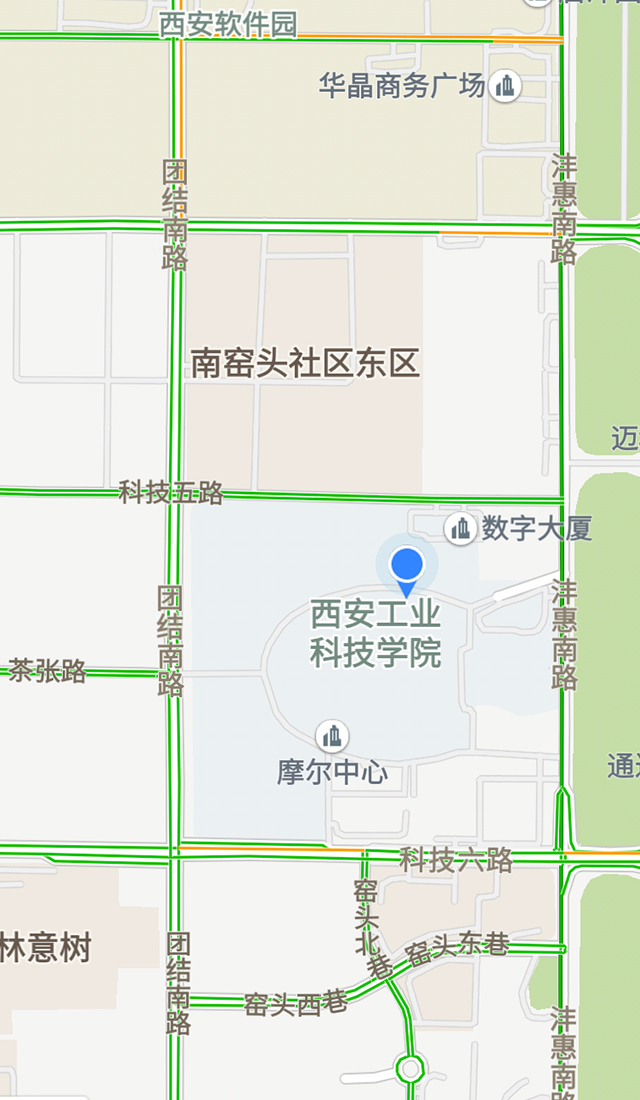 西安软件园
华晶商务广场
团结南路
沣惠南路
南窑头社区东区
科技五路
数字大厦
西安工业
科技学院
团结南路
沣惠南路
茶张路
摩尔中心
科技六路
窑头北巷
窑头东巷
林意树
团结南路
窑头西巷
沣惠南路